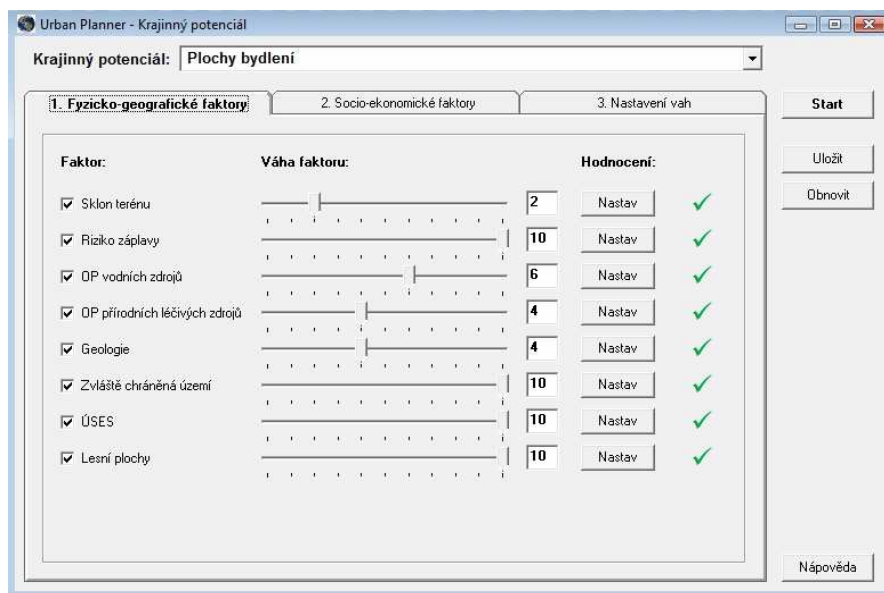 Urban Planner - Krajinný potenciál
Krajinný potenciál: Plochy bydlení
1. Fyzicko-geografické faktory 2. Socio-ekonomické faktory 3. Nastavení vah
Start
Uložit
Obnovit
Faktor: Váha faktoru: Hodnocení:
Sklon terénu 2 Nastav
Riziko záplavy 10 Nastav
OP vodních zdrojů 6 Nastav
OP přírodních léčivých zdrojů 4 Nastav
Geologie 4 Nastav
Zvláště chráněná území 10 Nastav
ÚSES 10 Nastav
Lesní plochy 10 Nastav
Nápověda